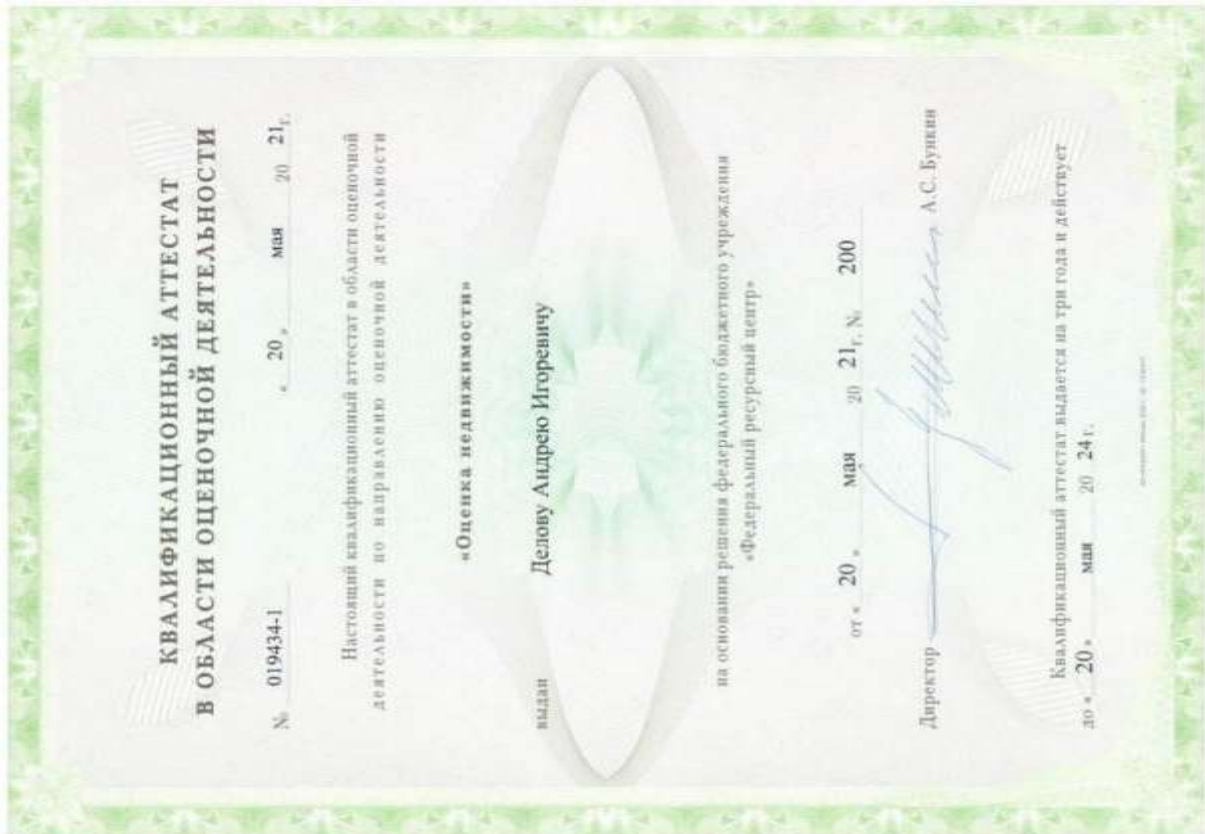 КВАЛИФИКАЦИОННЫЙ АТТЕСТАТ
В ОБЛАСТИ ОЦЕНОЧНОЙ ДЕЯТЕЛЬНОСТИ
№ 019434-1 « 20 » мая 20 21 г.
Настоящий квалификационный аттестат в области оценочной
деятельности по направлению оценочной деятельности
«Оценка недвижимости»
выдан Делову Андрею Игоревичу
на основании решения федерального бюджетного учреждения
«Федеральный ресурсный центр»
от « 20 » мая 20 21 г. № 200
Директор А.С. Бункин
Квалификационный аттестат выдается на три года и действует
до « 20 » мая 20 24 г.